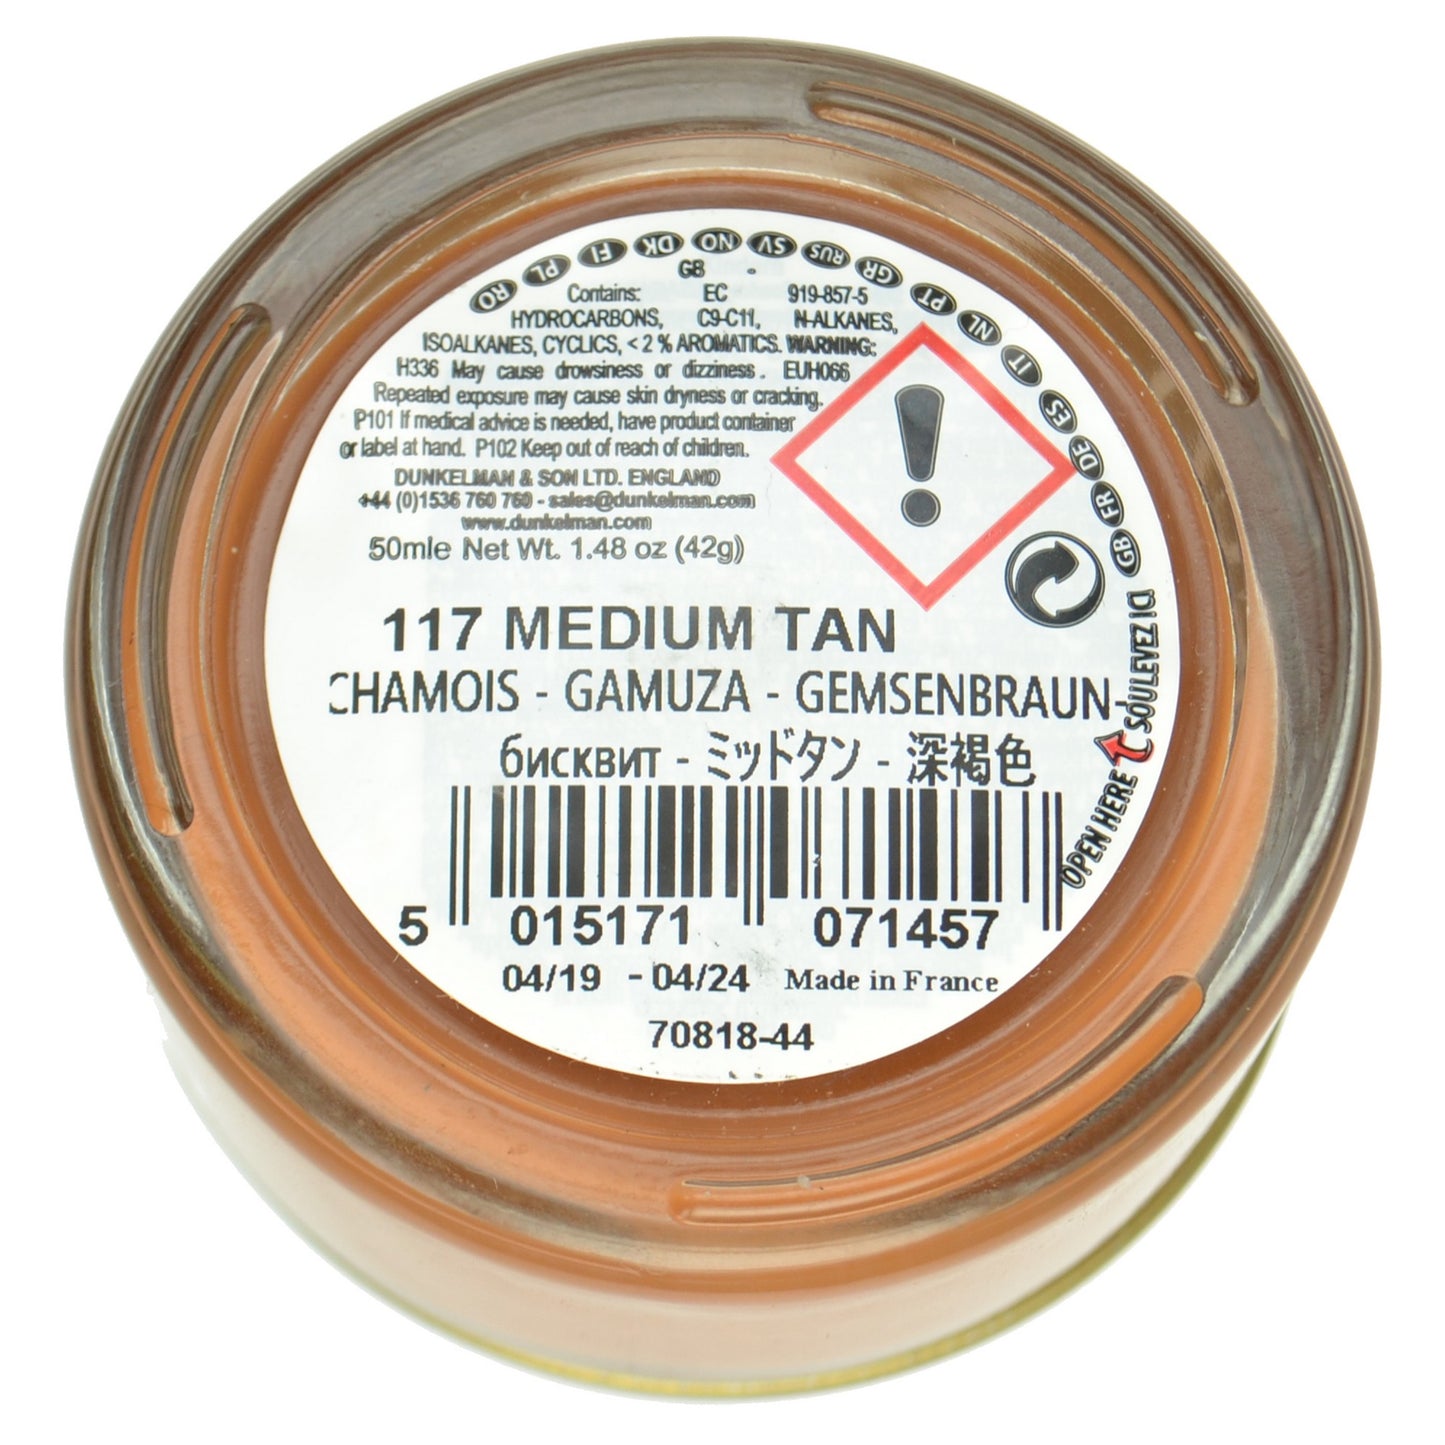 RO PL FI DK NO SV RUS GR PT NL IT ES DE FR GB
GB -
Contains: EC 919-857-5
HYDROCARBONS, C9-C11, N-ALKANES,
ISOALKANES, CYCLICS, < 2 % AROMATICS. WARNING:
H336 May cause drowsiness or dizziness. EUH066
Repeated exposure may cause skin dryness or cracking.
P101 If medical advice is needed, have product container
or label at hand. P102 Keep out of reach of children.
DUNKELMAN & SON LTD. ENGLAND
+44 (0)1536 760 760 - sales@dunkelman.com
www.dunkelman.com
50mle Net Wt. 1.48 oz (42g)
117 MEDIUM TAN
CHAMOIS - GAMUZA - GEMSENBRAUN-
бисквит - ミッドタン - 深褐色
OPEN HERE SOULEVEZ ICI
5 015171 071457
04/19 - 04/24 Made in France
70818-44